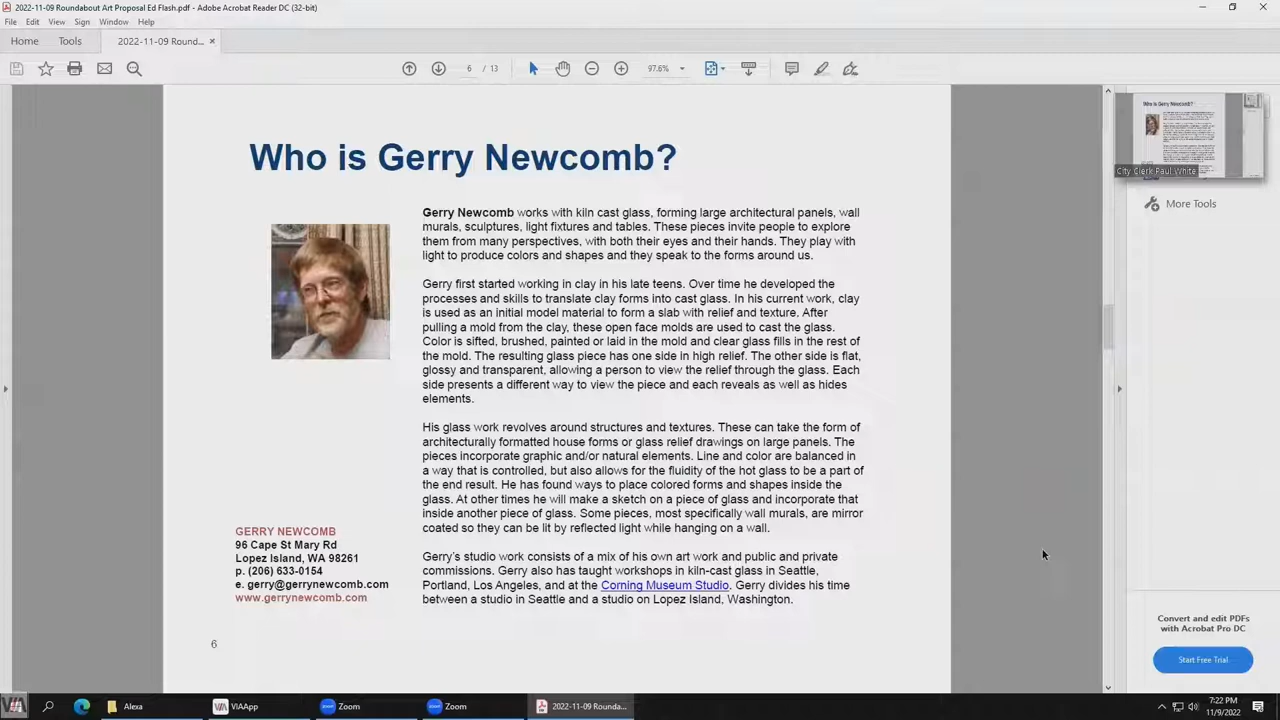 2022-11-09 Roundabout Art Proposal Ed Flash.pdf - Adobe Acrobat Reader DC (32-bit)
File Edit View Sign Window Help
Home Tools 2022-11-09 Round... ×
6 / 13 97.6%
Who is Gerry Newcomb?
Gerry Newcomb works with kiln cast glass, forming large architectural panels, wall
murals, sculptures, light fixtures and tables. These pieces invite people to explore
them from many perspectives, with both their eyes and their hands. They play with
light to produce colors and shapes and they speak to the forms around us.
Gerry first started working in clay in his late teens. Over time he developed the
processes and skills to translate clay forms into cast glass. In his current work, clay
is used as an initial model material to form a slab with relief and texture. After
pulling a mold from the clay, these open face molds are used to cast the glass.
Color is sifted, brushed, painted or laid in the mold and clear glass fills in the rest of
the mold. The resulting glass piece has one side in high relief. The other side is flat,
glossy and transparent, allowing a person to view the relief through the glass. Each
side presents a different way to view the piece and each reveals as well as hides
elements.
His glass work revolves around structures and textures. These can take the form of
architecturally formatted house forms or glass relief drawings on large panels. The
pieces incorporate graphic and/or natural elements. Line and color are balanced in
a way that is controlled, but also allows for the fluidity of the hot glass to be a part of
the end result. He has found ways to place colored forms and shapes inside the
glass. At other times he will make a sketch on a piece of glass and incorporate that
inside another piece of glass. Some pieces, most specifically wall murals, are mirror
coated so they can be lit by reflected light while hanging on a wall.
Gerry's studio work consists of a mix of his own art work and public and private
commissions. Gerry also has taught workshops in kiln-cast glass in Seattle,
Portland, Los Angeles, and at the Corning Museum Studio. Gerry divides his time
between a studio in Seattle and a studio on Lopez Island, Washington.
GERRY NEWCOMB
96 Cape St Mary Rd
Lopez Island, WA 98261
p. (206) 633-0154
e. gerry@gerrynewcomb.com
www.gerrynewcomb.com
6
Who is Gerry Newcomb?
City Clerk Paul White
More Tools
Convert and edit PDFs
with Acrobat Pro DC
Start Free Trial
VIA Alexa VIAApp Zoom Zoom 2022-11-09 Rounda...
7:22 PM
11/9/2022